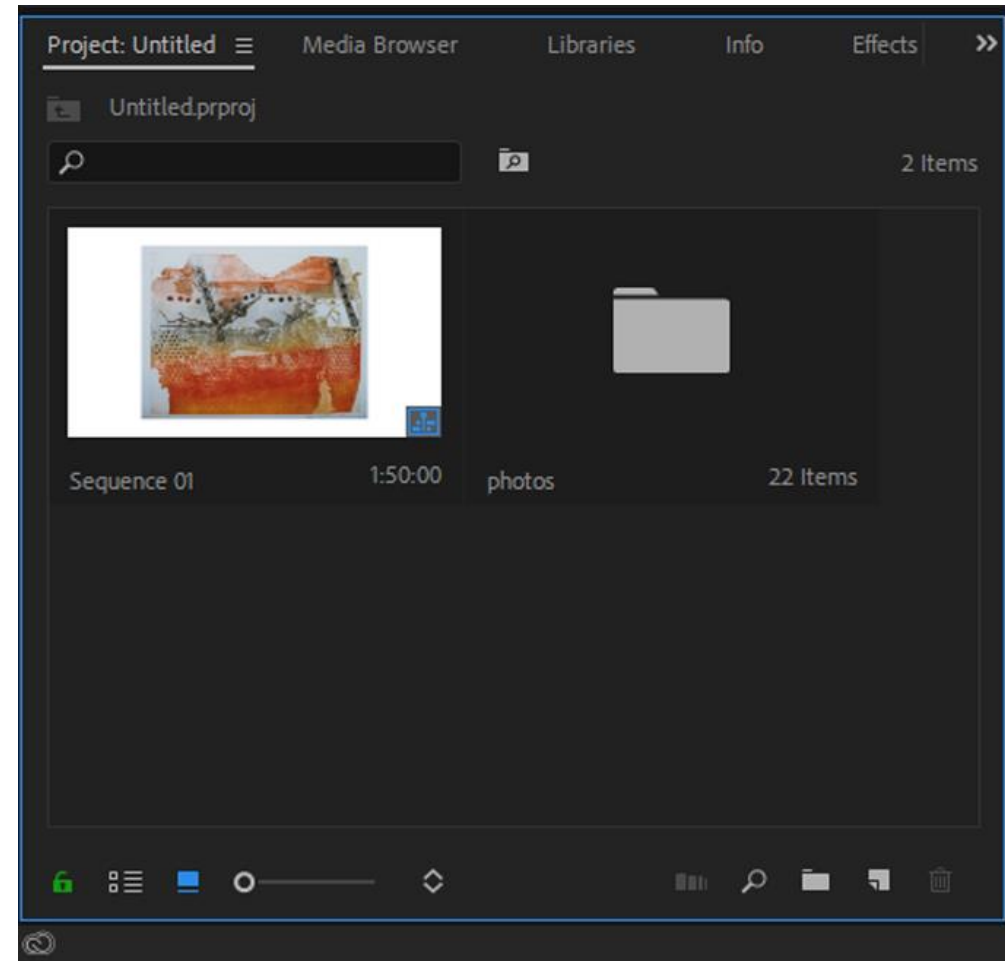 Project: Untitled Media Browser Libraries Info Effects
Untitled.prproj
2 Items
Sequence 01 1:50:00 photos 22 Items